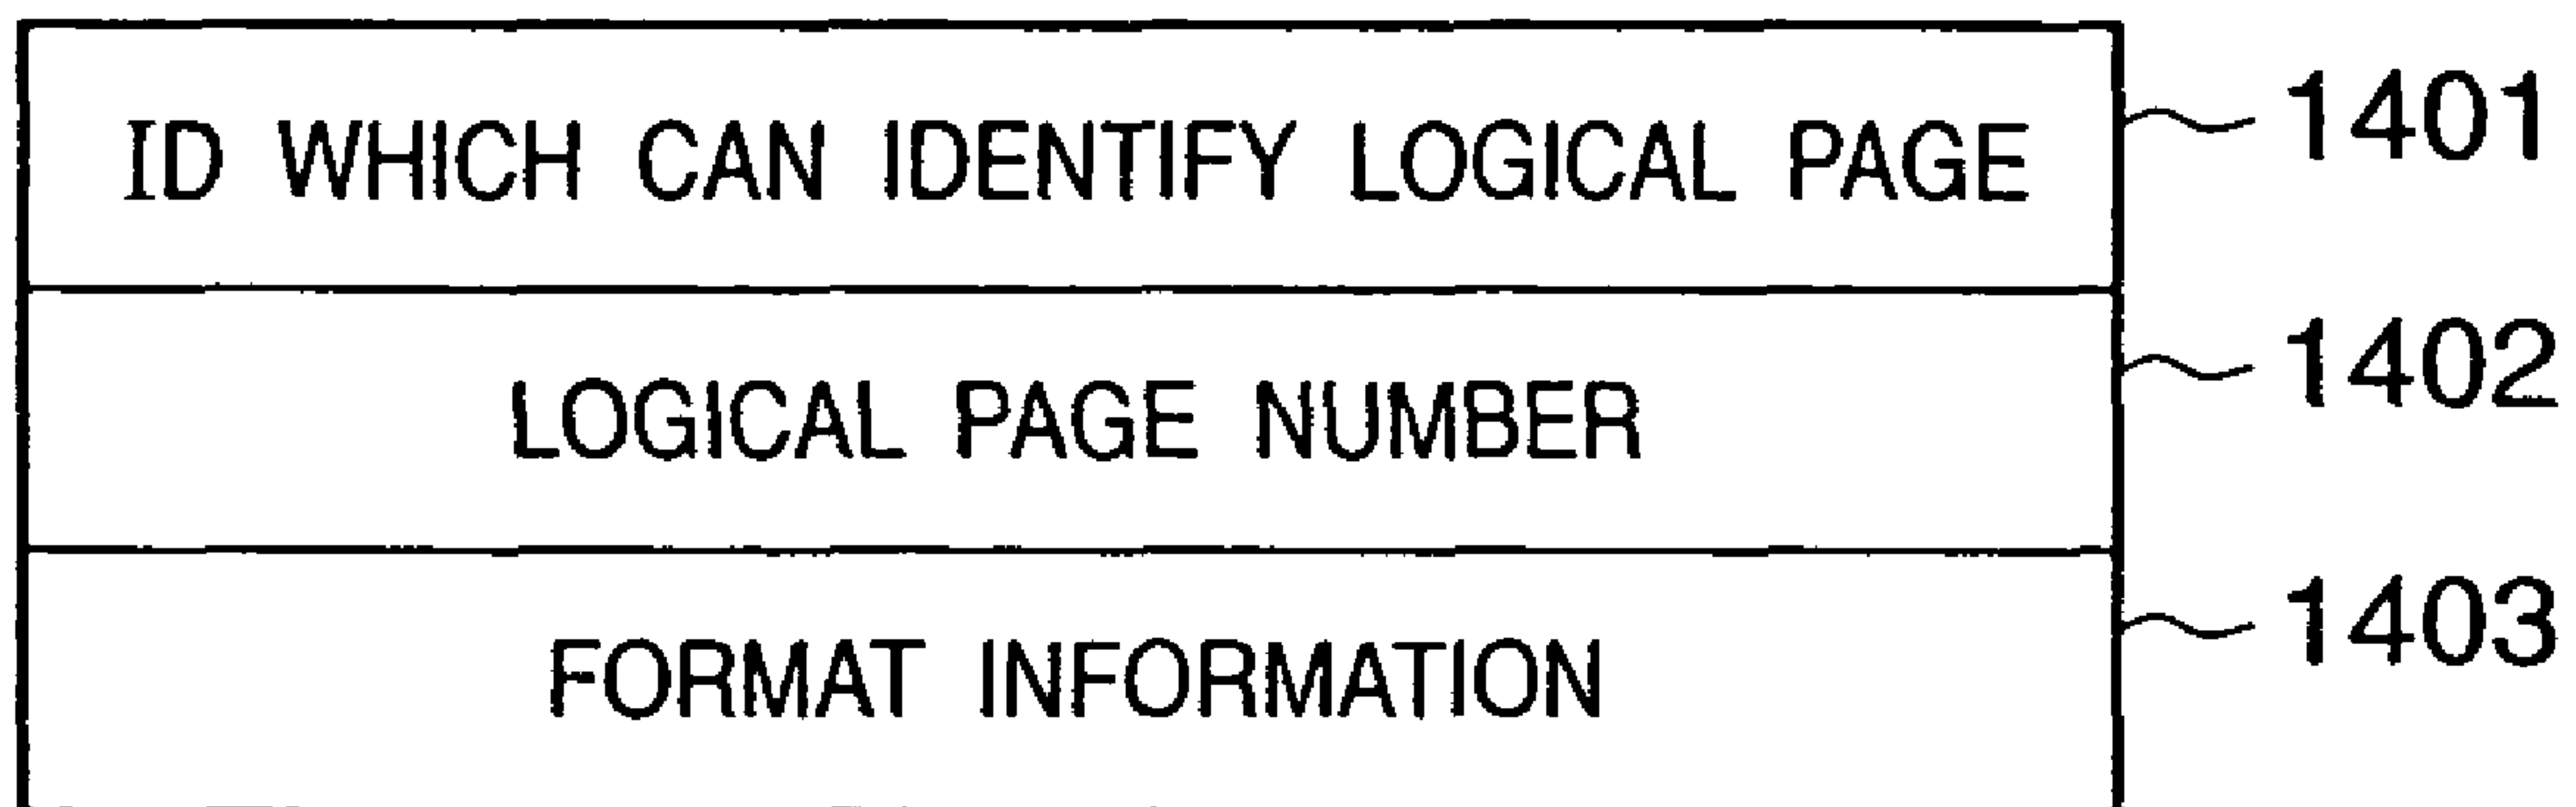 ID WHICH CAN IDENTIFY LOGICAL PAGE 1401
LOGICAL PAGE NUMBER 1402
FORMAT INFORMATION 1403